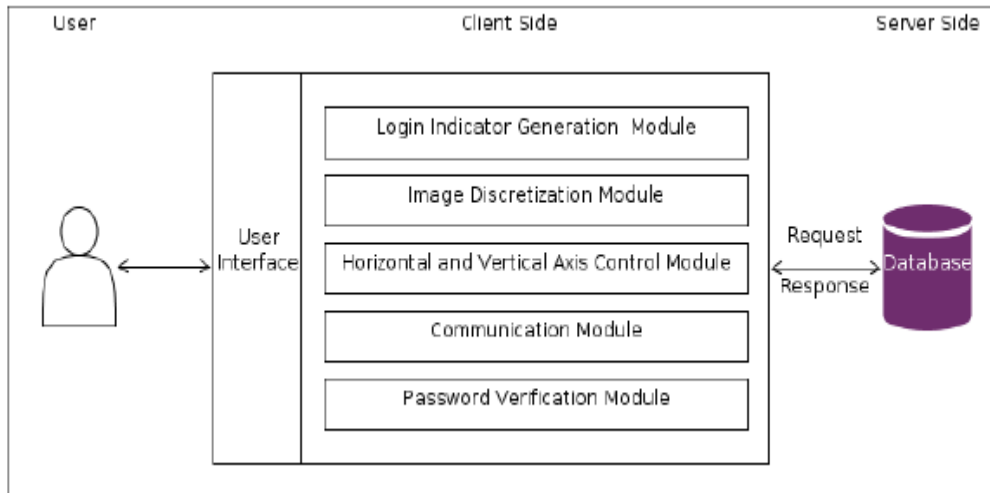 User
Client Side
Server Side
Login Indicator Generation Module
Image Discretization Module
User
Interface
Horizontal and Vertical Axis Control Module
Communication Module
Password Verification Module
Request
Response
Database